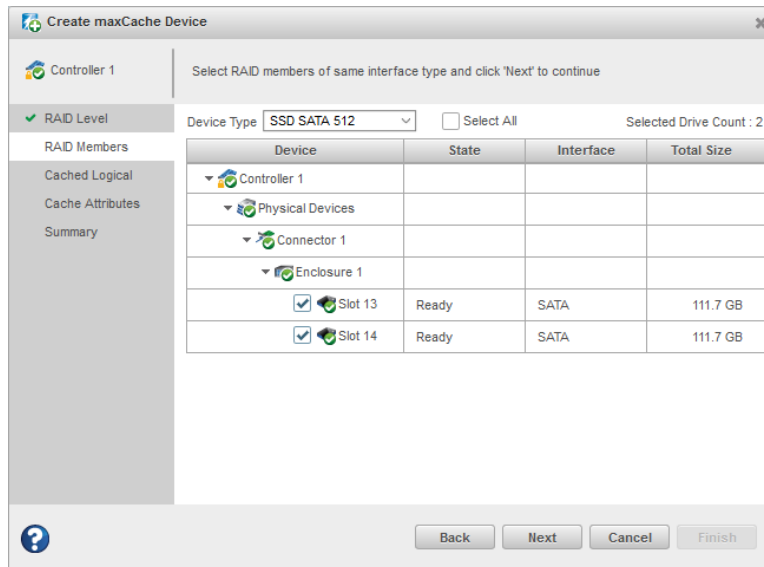 Create maxCache Device
Controller 1
Select RAID members of same interface type and click 'Next' to continue
RAID Level
RAID Members
Cached Logical
Cache Attributes
Summary
Device Type SSD SATA 512 Select All Selected Drive Count : 2
Device State Interface Total Size
Controller 1
Physical Devices
Connector 1
Enclosure 1
Slot 13 Ready SATA 111.7 GB
Slot 14 Ready SATA 111.7 GB
? Back Next Cancel Finish